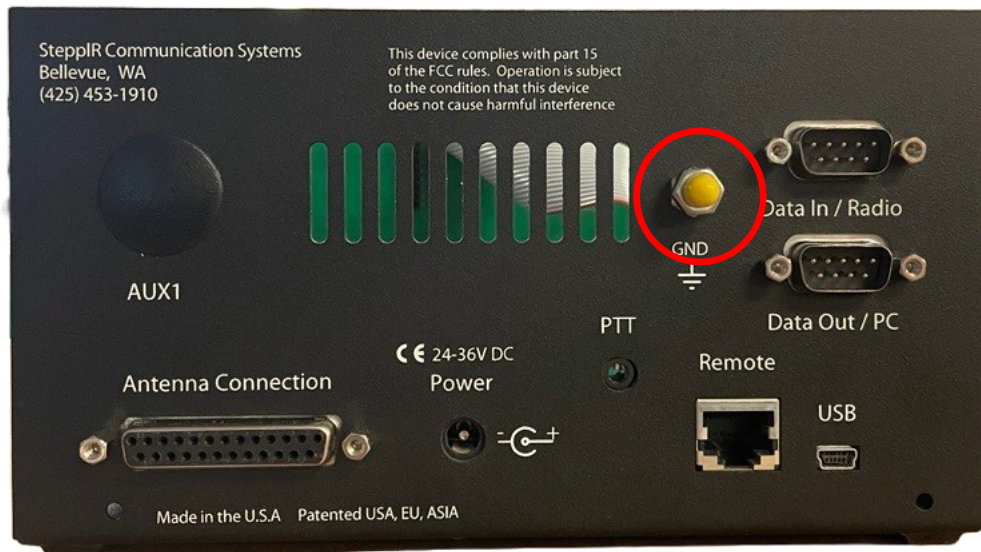 SteppIR Communication Systems
Bellevue, WA
(425) 453-1910
This device complies with part 15
of the FCC rules. Operation is subject
to the condition that this device
does not cause harmful interference
AUX1
GND
Data In / Radio
Data Out / PC
PTT
Antenna Connection
CE 24-36V DC
Power
- +
Remote
USB
Made in the U.S.A Patented USA, EU, ASIA